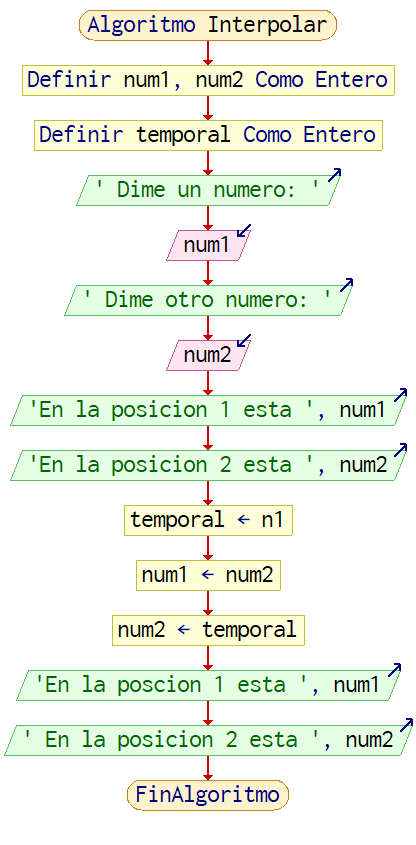 Algoritmo Interpolar
Definir num1, num2 Como Entero
Definir temporal Como Entero
' Dime un numero: '
num1
' Dime otro numero: '
num2
'En la posicion 1 esta ', num1
'En la posicion 2 esta ', num2
temporal ← n1
num1 ← num2
num2 ← temporal
'En la poscion 1 esta ', num1
' En la posicion 2 esta ', num2
FinAlgoritmo